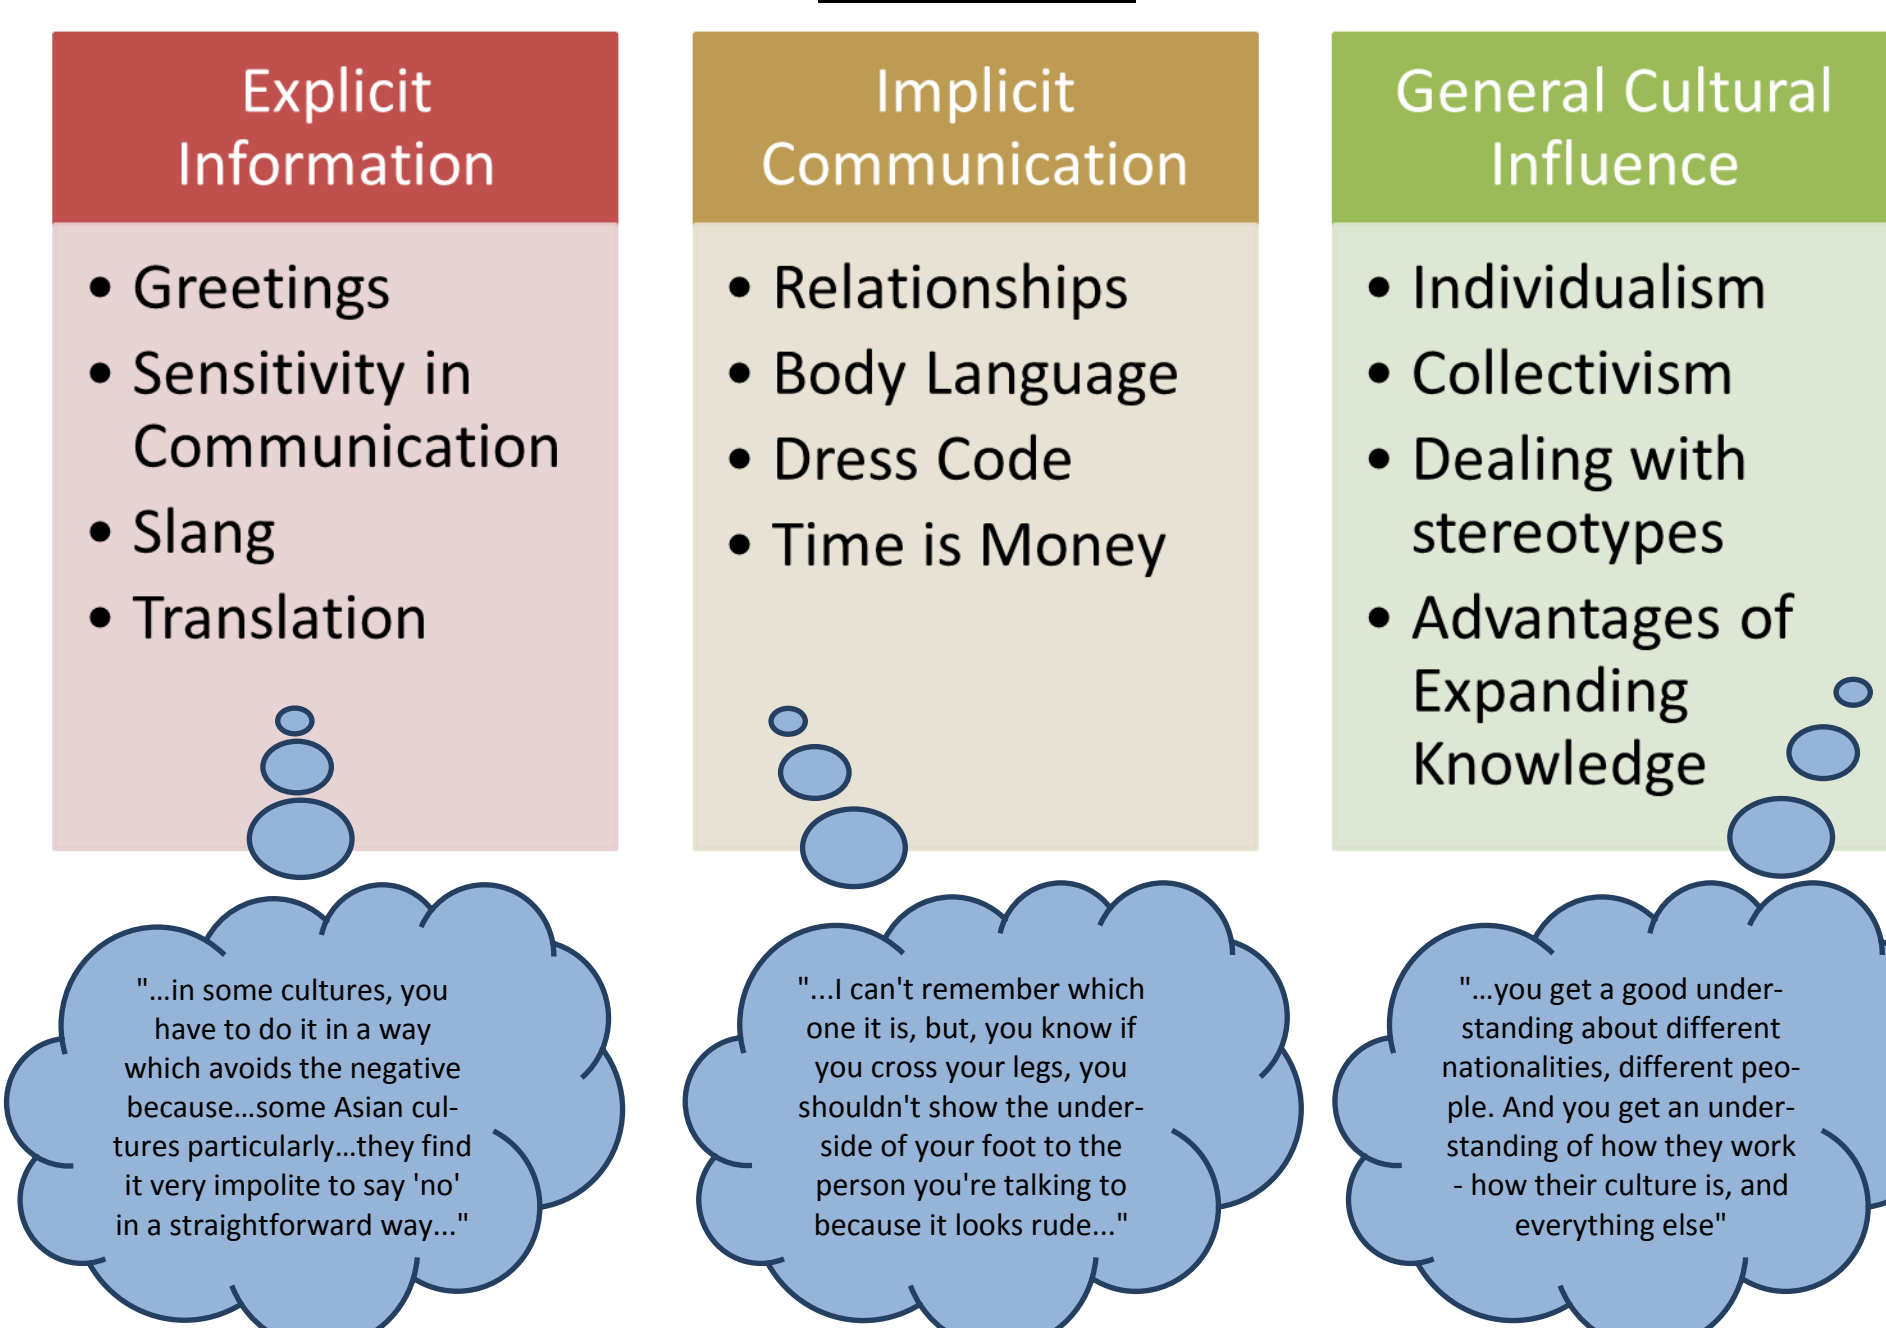 Explicit
Information
• Greetings
• Sensitivity in
Communication
• Slang
• Translation
Implicit
Communication
• Relationships
• Body Language
• Dress Code
• Time is Money
General Cultural
Influence
• Individualism
• Collectivism
• Dealing with
stereotypes
• Advantages of
Expanding
Knowledge
"...in some cultures, you
have to do it in a way
which avoids the negative
because...some Asian cul-
tures particularly...they find
it very impolite to say 'no'
in a straightforward way..."
"...I can't remember which
one it is, but, you know if
you cross your legs, you
shouldn't show the under-
side of your foot to the
person you're talking to
because it looks rude..."
"...you get a good under-
standing about different
nationalities, different peo-
ple. And you get an under-
standing of how they work
- how their culture is, and
everything else"